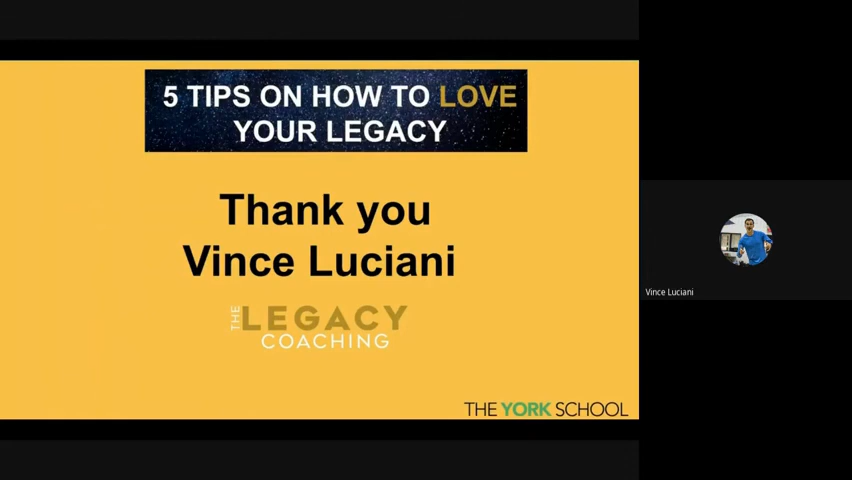 5 TIPS ON HOW TO LOVE
YOUR LEGACY
Thank you
Vince Luciani
THE LEGACY
COACHING
THE YORK SCHOOL
Vince Luciani